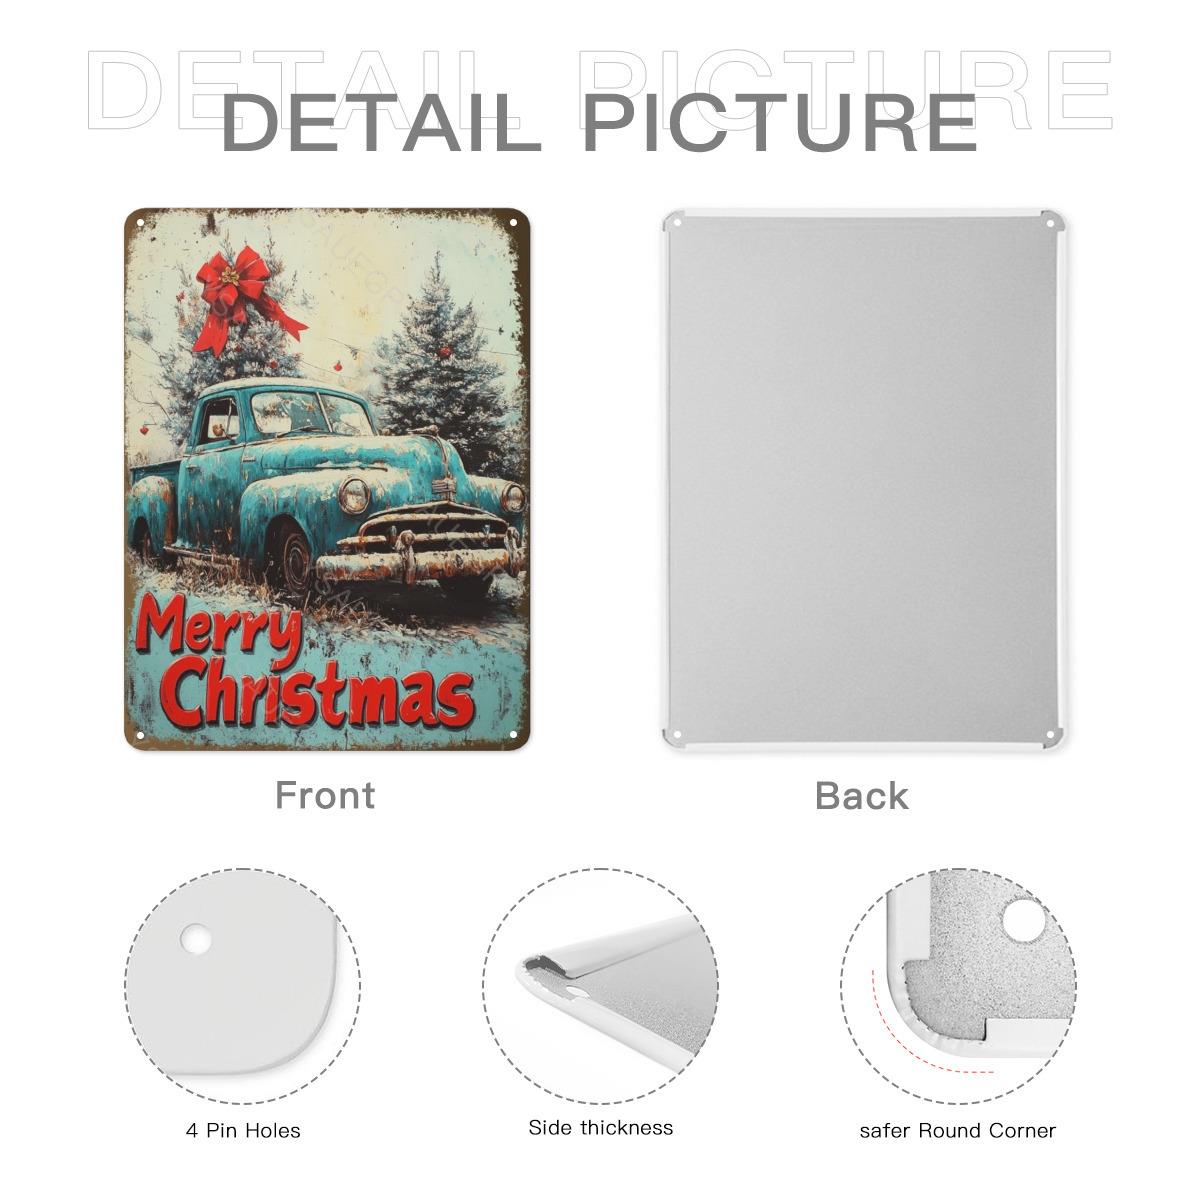 DETAIL PICTURE
DETAIL PICTURE
Merry
Christmas
Front
Back
4 Pin Holes
Side thickness
safer Round Corner